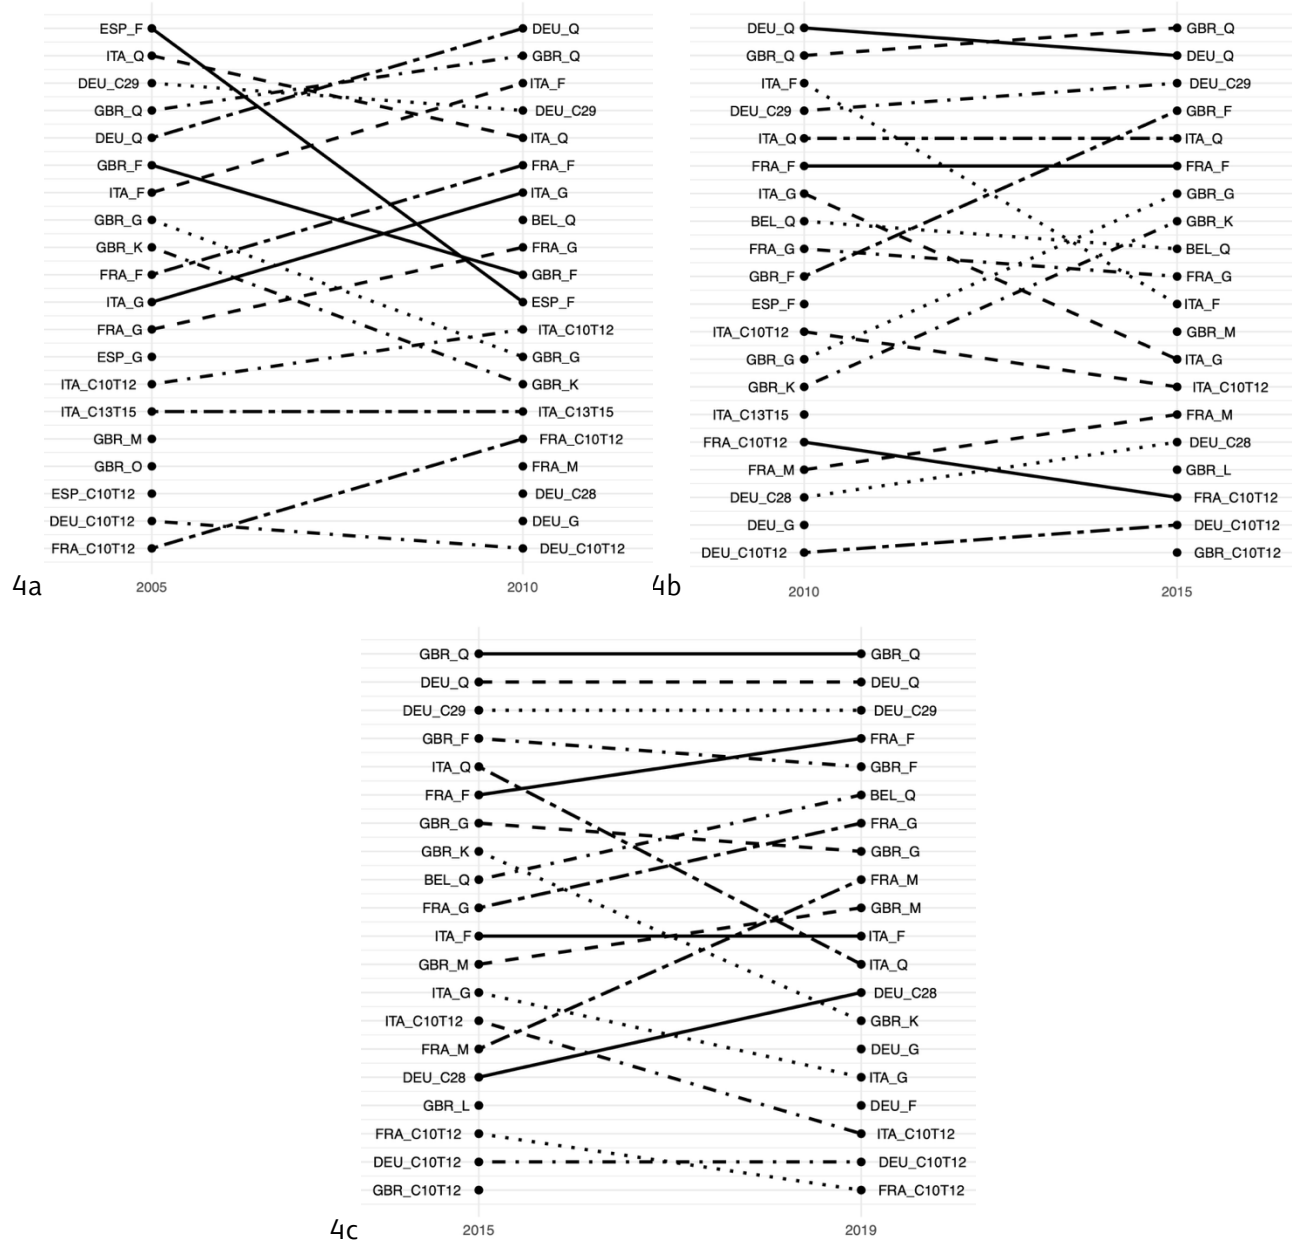 ESP_F DEU_Q
ITA_Q GBR_Q
DEU_C29 ITA_F
GBR_Q DEU_C29
DEU_Q ITA_Q
GBR_F FRA_F
ITA_F ITA_G
GBR_G BEL_Q
GBR_K FRA_G
FRA_F GBR_F
ITA_G ESP_F
FRA_G ITA_C10T12
ESP_G GBR_G
ITA_C10T12 GBR_K
ITA_C13T15 ITA_C13T15
GBR_M FRA_C10T12
GBR_O FRA_M
ESP_C10T12 DEU_C28
DEU_C10T12 DEU_G
FRA_C10T12 DEU_C10T12
4a
2005 2010
DEU_Q GBR_Q
GBR_Q DEU_Q
ITA_F DEU_C29
DEU_C29 GBR_F
ITA_Q ITA_Q
FRA_F FRA_F
ITA_G GBR_G
BEL_Q GBR_K
FRA_G BEL_Q
GBR_F FRA_G
ESP_F ITA_F
ITA_C10T12 GBR_M
GBR_G ITA_G
GBR_K ITA_C10T12
ITA_C13T15 FRA_M
FRA_C10T12 DEU_C28
FRA_M GBR_L
DEU_C28 FRA_C10T12
DEU_G DEU_C10T12
DEU_C10T12 GBR_C10T12
4b
2010 2015
GBR_Q GBR_Q
DEU_Q DEU_Q
DEU_C29 DEU_C29
GBR_F FRA_F
ITA_Q GBR_F
FRA_F BEL_Q
GBR_G FRA_G
GBR_K GBR_G
BEL_Q FRA_M
FRA_G GBR_M
ITA_F ITA_F
GBR_M ITA_Q
ITA_G DEU_C28
ITA_C10T12 GBR_K
FRA_M DEU_G
DEU_C28 ITA_G
GBR_L DEU_F
FRA_C10T12 ITA_C10T12
DEU_C10T12 DEU_C10T12
GBR_C10T12 FRA_C10T12
4c
2015 2019